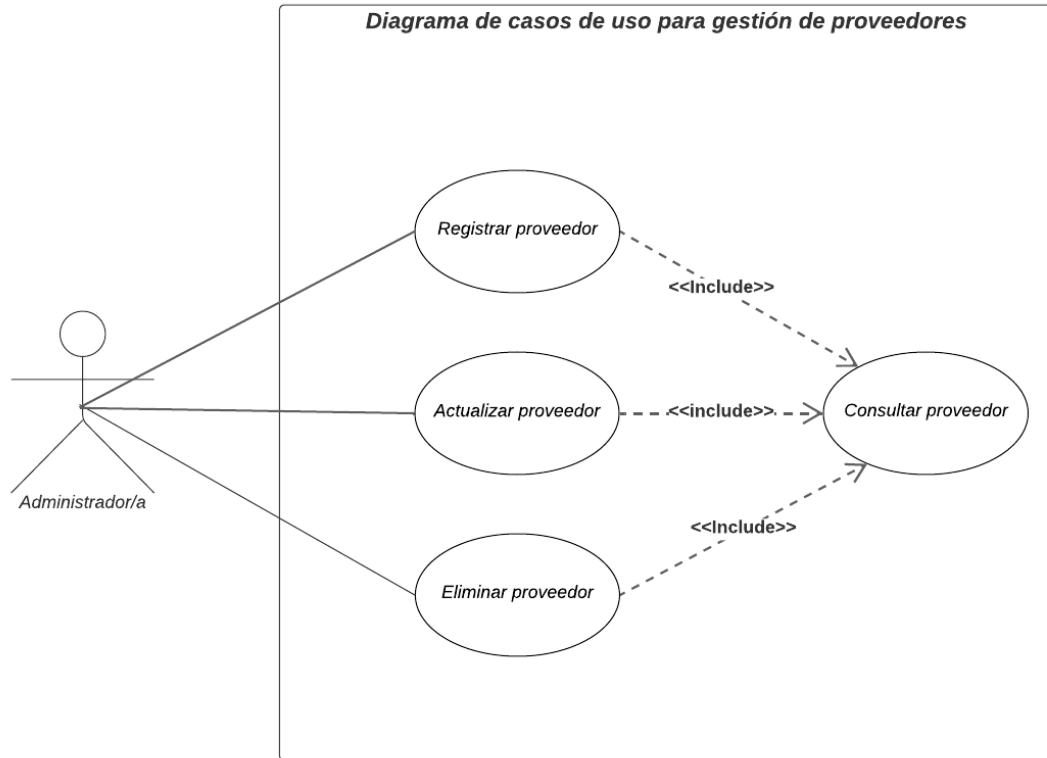 Diagrama de casos de uso para gestión de proveedores
Registrar proveedor
<<Include>>
Actualizar proveedor
<<include>>
Consultar proveedor
Administrador/a
<<Include>>
Eliminar proveedor